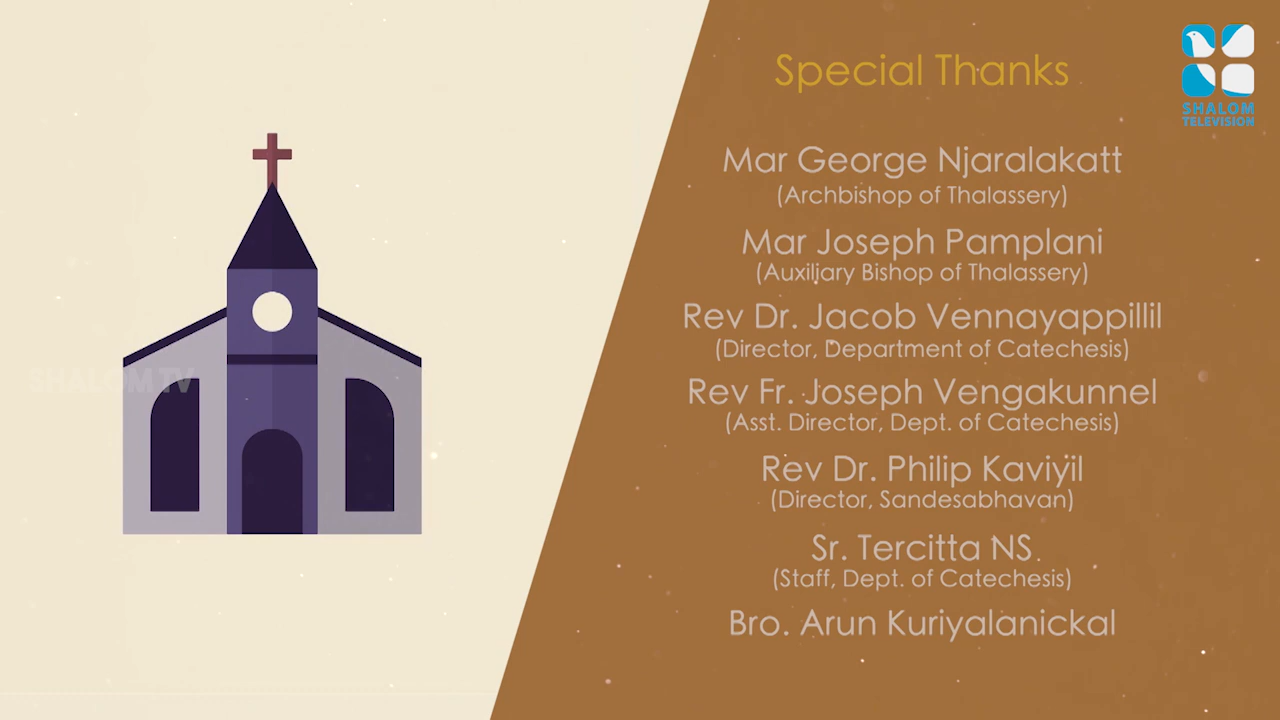 Special Thanks
SHALOM
TELEVISION
Mar George Njaralakatt
(Archbishop of Thalassery)
Mar Joseph Pamplani
(Auxiliary Bishop of Thalassery)
Rev Dr. Jacob Vennayappillil
(Director, Department of Catechesis)
SHALOM TV
Rev Fr. Joseph Vengakunnel
(Asst. Director, Dept. of Catechesis)
Rev Dr. Philip Kaviyil
(Director, Sandesabhavan)
Sr. Tercitta NS
(Staff, Dept. of Catechesis)
Bro. Arun Kuriyalanickal